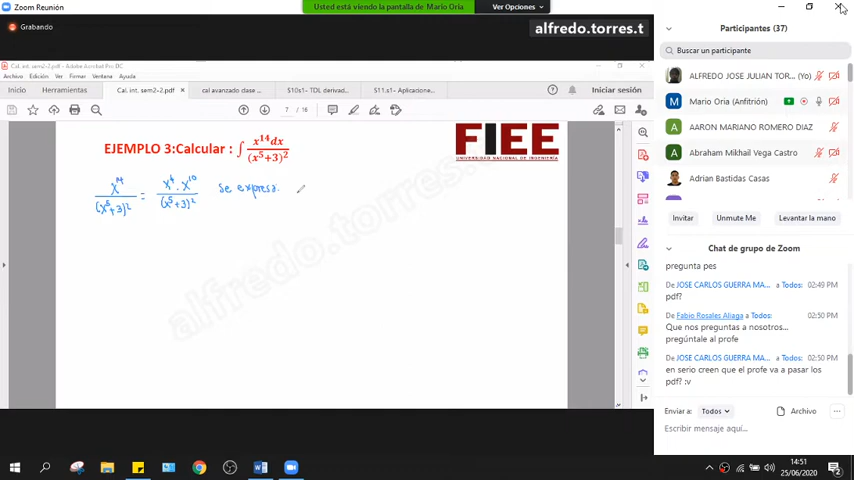 Zoom Reunión
Usted está viendo la pantalla de Mario Oria
Ver Opciones
Grabando
alfredo.torres.t
Participantes (37)
Buscar un participante
ALFREDO JOSE JULIAN TOR... (Yo)
Mario Oria (Anfitrión)
AARON MARIANO ROMERO DIAZ
Abraham Mikhail Vega Castro
Adrian Bastidas Casas
Invitar
Unmute Me
Levantar la mano
Chat de grupo de Zoom
pregunta pes
De JOSE CARLOS GUERRA MA... a Todos: 02:49 PM
pdf?
De Fabio Rosales Aliaga a Todos: 02:50 PM
Que nos preguntas a nosotros...
pregúntale al profe
De JOSE CARLOS GUERRA MA... a Todos: 02:50 PM
en serio creen que el profe va a pasar los
pdf? :v
Enviar a: Todos
Archivo
Escribir mensaje aquí...
Cal. int. sem2-2.pdf - Adobe Acrobat Pro DC
Archivo Edición Ver Firmar Ventana Ayuda
Inicio
Herramientas
Cal. int. sem2-2.pdf
cal avanzado clase ...
S10s1- TDL derivad...
S11.s1- Aplicacione...
Iniciar sesión
7 / 16
EJEMPLO 3:Calcular : ∫ x¹⁴dx / (x⁵+3)²
FIEE
UNIVERSIDAD NACIONAL DE INGENIERÍA
x¹⁴ / (x⁵+3)² = x⁴ . x¹⁰ / (x⁵+3)² Se expresa:
alfredo.torres.t
14:51
25/06/2020